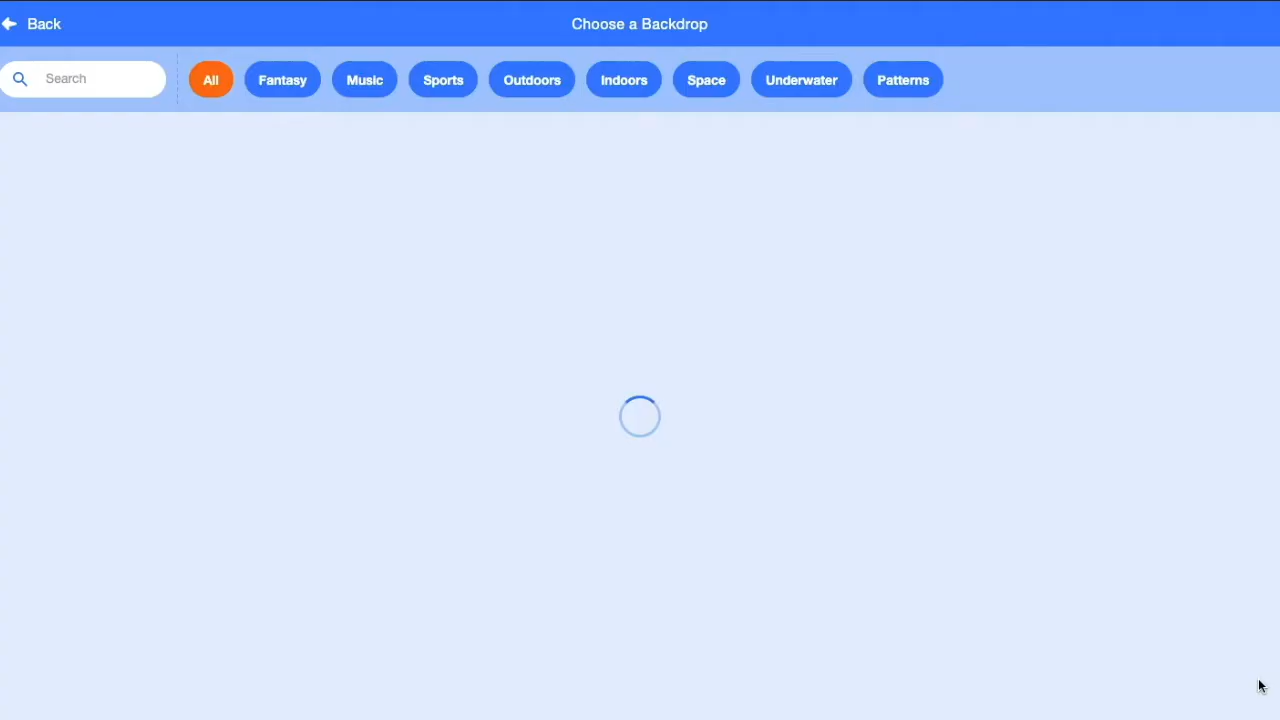 Back
Choose a Backdrop
Search
All
Fantasy
Music
Sports
Outdoors
Indoors
Space
Underwater
Patterns